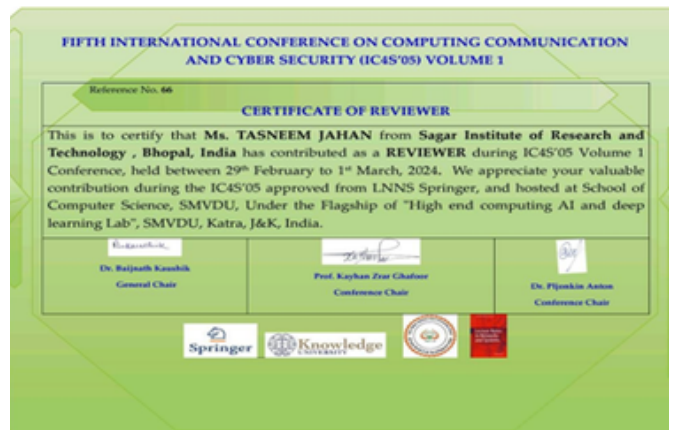 FIFTH INTERNATIONAL CONFERENCE ON COMPUTING COMMUNICATION
AND CYBER SECURITY (IC4S'05) VOLUME 1
Reference No. 66
CERTIFICATE OF REVIEWER
This is to certify that Ms. TASNEEM JAHAN from Sagar Institute of Research and
Technology , Bhopal, India has contributed as a REVIEWER during IC4S'05 Volume 1
Conference, held between 29th February to 1st March, 2024. We appreciate your valuable
contribution during the IC4S'05 approved from LNNS Springer, and hosted at School of
Computer Science, SMVDU, Under the Flagship of "High end computing AI and deep
learning Lab", SMVDU, Katra, J&K, India.
Dr. Baijnath Kaushik
General Chair
Prof. Kayhan Zrar Ghafoor
Conference Chair
Dr. Pljonkin Anton
Conference Chair
Springer
Knowledge
UNIVERSITY